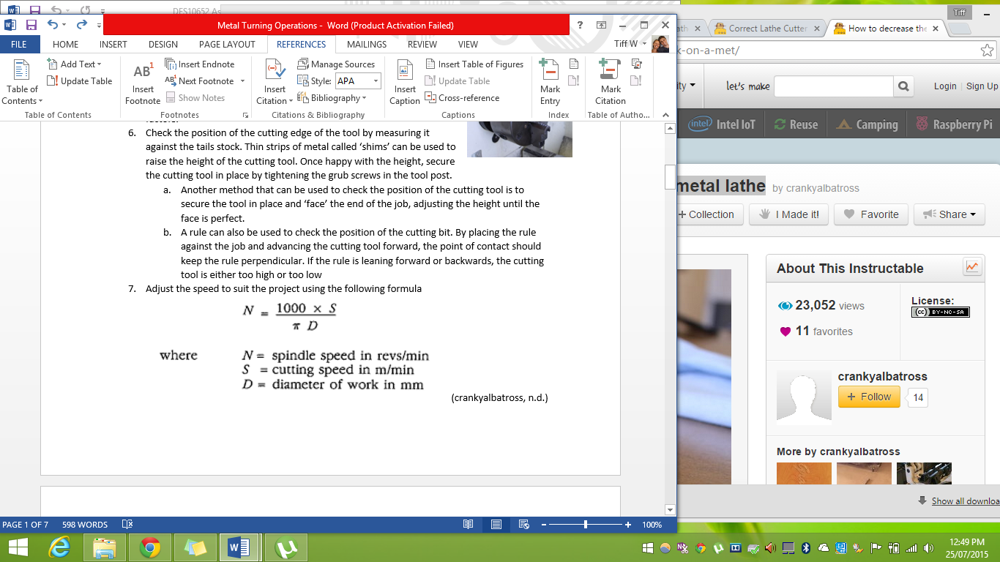 DES10652 As
Metal Turning Operations - Word (Product Activation Failed)
?
FILE HOME INSERT DESIGN PAGE LAYOUT REFERENCES MAILINGS REVIEW VIEW Tiff W
Table of Contents
Add Text
Update Table
Table of Contents
AB1
Insert Footnote
Insert Endnote
Next Footnote
Show Notes
Footnotes
Insert Citation
Manage Sources
Style: APA
Bibliography
Citations & Bibliography
Insert Caption
Insert Table of Figures
Update Table
Cross-reference
Captions
Mark Entry
Index
Mark Citation
Table of Autho...
6. Check the position of the cutting edge of the tool by measuring it
against the tails stock. Thin strips of metal called ‘shims’ can be used to
raise the height of the cutting tool. Once happy with the height, secure
the cutting tool in place by tightening the grub screws in the tool post.
a. Another method that can be used to check the position of the cutting tool is to
secure the tool in place and ‘face’ the end of the job, adjusting the height until the
face is perfect.
b. A rule can also be used to check the position of the cutting bit. By placing the rule
against the job and advancing the cutting tool forward, the point of contact should
keep the rule perpendicular. If the rule is leaning forward or backwards, the cutting
tool is either too high or too low
7. Adjust the speed to suit the project using the following formula
N = 1000 × S
π D
where N = spindle speed in revs/min
S = cutting speed in m/min
D = diameter of work in mm
(crankyalbatross, n.d.)
PAGE 1 OF 7 598 WORDS 100%
Tiff
ath Correct Lathe Cutter How to decrease the
k-on-a-met/
ity let's make Login Sign Up
intel Intel IoT Reuse Camping Raspberry Pi
metal lathe by crankyalbatross
+ Collection I Made it! Favorite Share
About This Instructable
23,052 views
11 favorites
License:
(cc) BY-NC-SA
crankyalbatross
+ Follow 14
More by crankyalbatross
Show all downloa
12:49 PM
25/07/2015